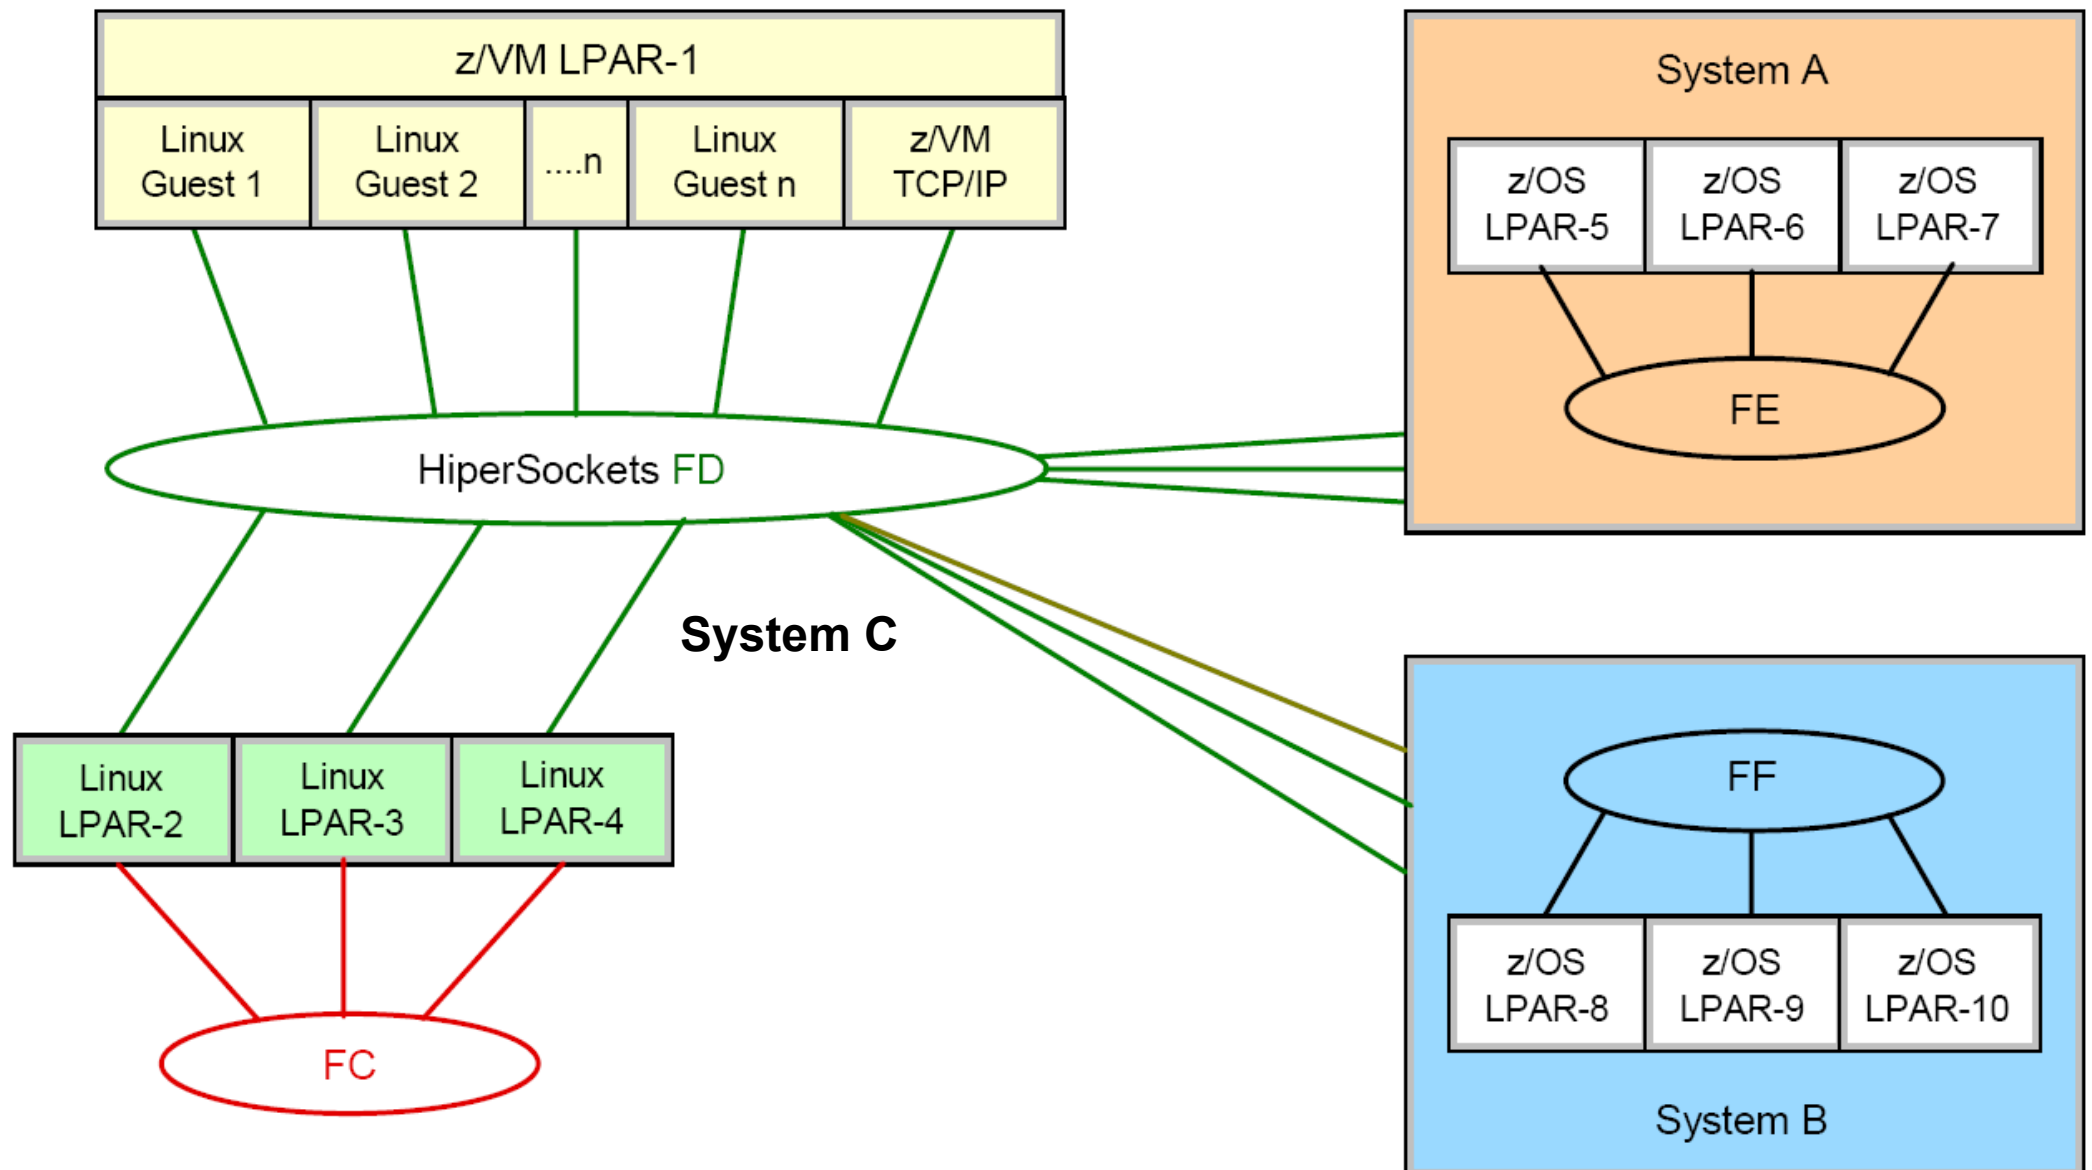 z/VM LPAR-1
Linux
Guest 1
Linux
Guest 2
....n
Linux
Guest n
z/VM
TCP/IP
HiperSockets FD
System C
Linux
LPAR-2
Linux
LPAR-3
Linux
LPAR-4
FC
System A
z/OS
LPAR-5
z/OS
LPAR-6
z/OS
LPAR-7
FE
FF
z/OS
LPAR-8
z/OS
LPAR-9
z/OS
LPAR-10
System B